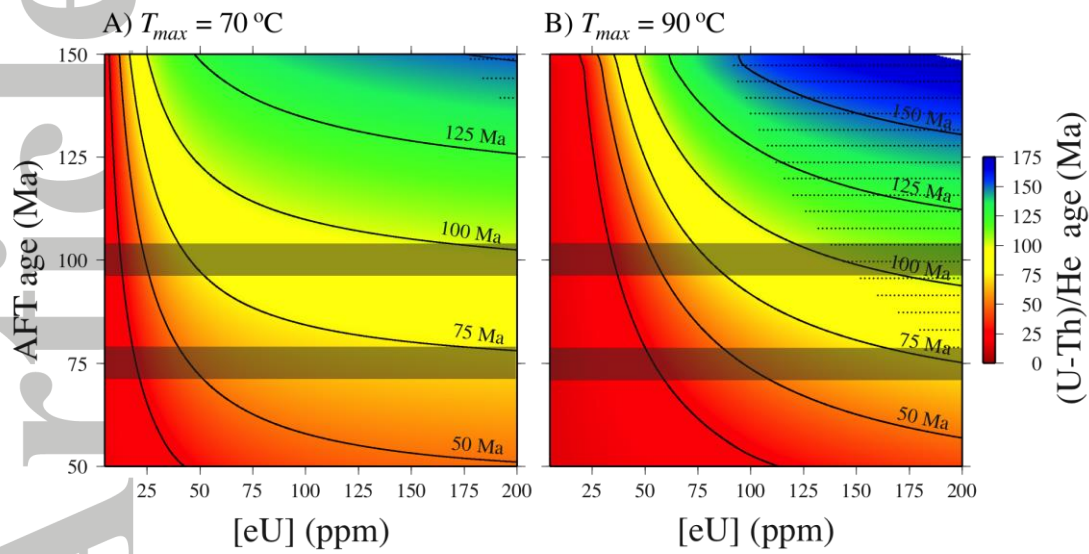 A) Tmax = 70 °C
B) Tmax = 90 °C
150
125
100
75
50
AFT age (Ma)
125 Ma
100 Ma
75 Ma
50 Ma
25 50 75 100 125 150 175 200
[eU] (ppm)
150 Ma
125 Ma
100 Ma
75 Ma
50 Ma
25 50 75 100 125 150 175 200
[eU] (ppm)
175
150
125
100
75
50
25
0
(U-Th)/He age (Ma)
Article